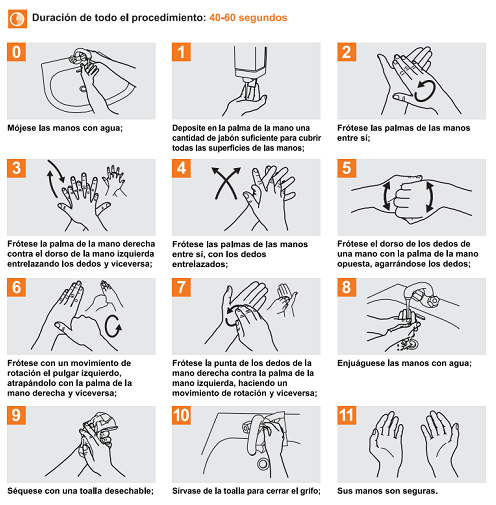 Duración de todo el procedimiento: 40-60 segundos
0
Mójese las manos con agua;
1
Deposite en la palma de la mano una
cantidad de jabón suficiente para cubrir
todas las superficies de las manos;
2
Frótese las palmas de las manos
entre sí;
3
Frótese la palma de la mano derecha
contra el dorso de la mano izquierda
entrelazando los dedos y viceversa;
4
Frótese las palmas de las manos
entre sí, con los dedos
entrelazados;
5
Frótese el dorso de los dedos de
una mano con la palma de la mano
opuesta, agarrándose los dedos;
6
Frótese con un movimiento de
rotación el pulgar izquierdo,
atrapándolo con la palma de la
mano derecha y viceversa;
7
Frótese la punta de los dedos de la
mano derecha contra la palma de la
mano izquierda, haciendo un
movimiento de rotación y viceversa;
8
Enjuáguese las manos con agua;
9
Séquese con una toalla desechable;
10
Sírvase de la toalla para cerrar el grifo;
11
Sus manos son seguras.